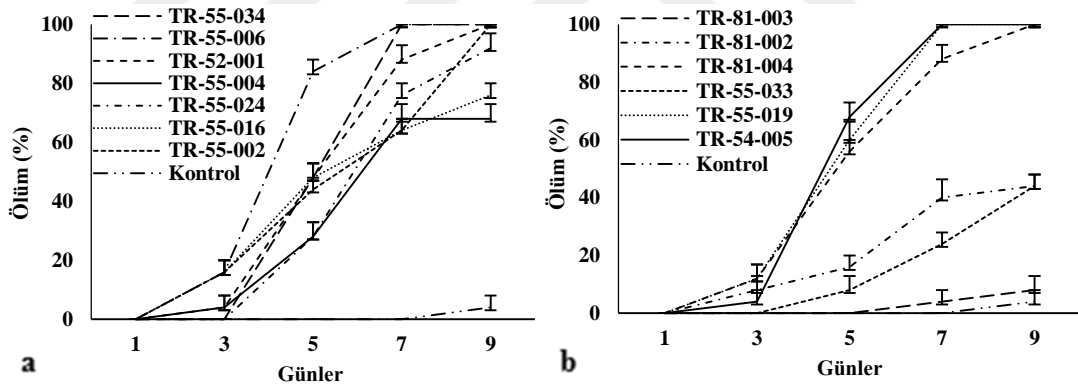 TR-55-034
TR-55-006
TR-52-001
TR-55-004
TR-55-024
TR-55-016
TR-55-002
Kontrol
100
80
60
40
20
0
Ölüm (%)
1 3 5 7 9
Günler
a
TR-81-003
TR-81-002
TR-81-004
TR-55-033
TR-55-019
TR-54-005
Kontrol
100
80
60
40
20
0
Ölüm (%)
1 3 5 7 9
Günler
b